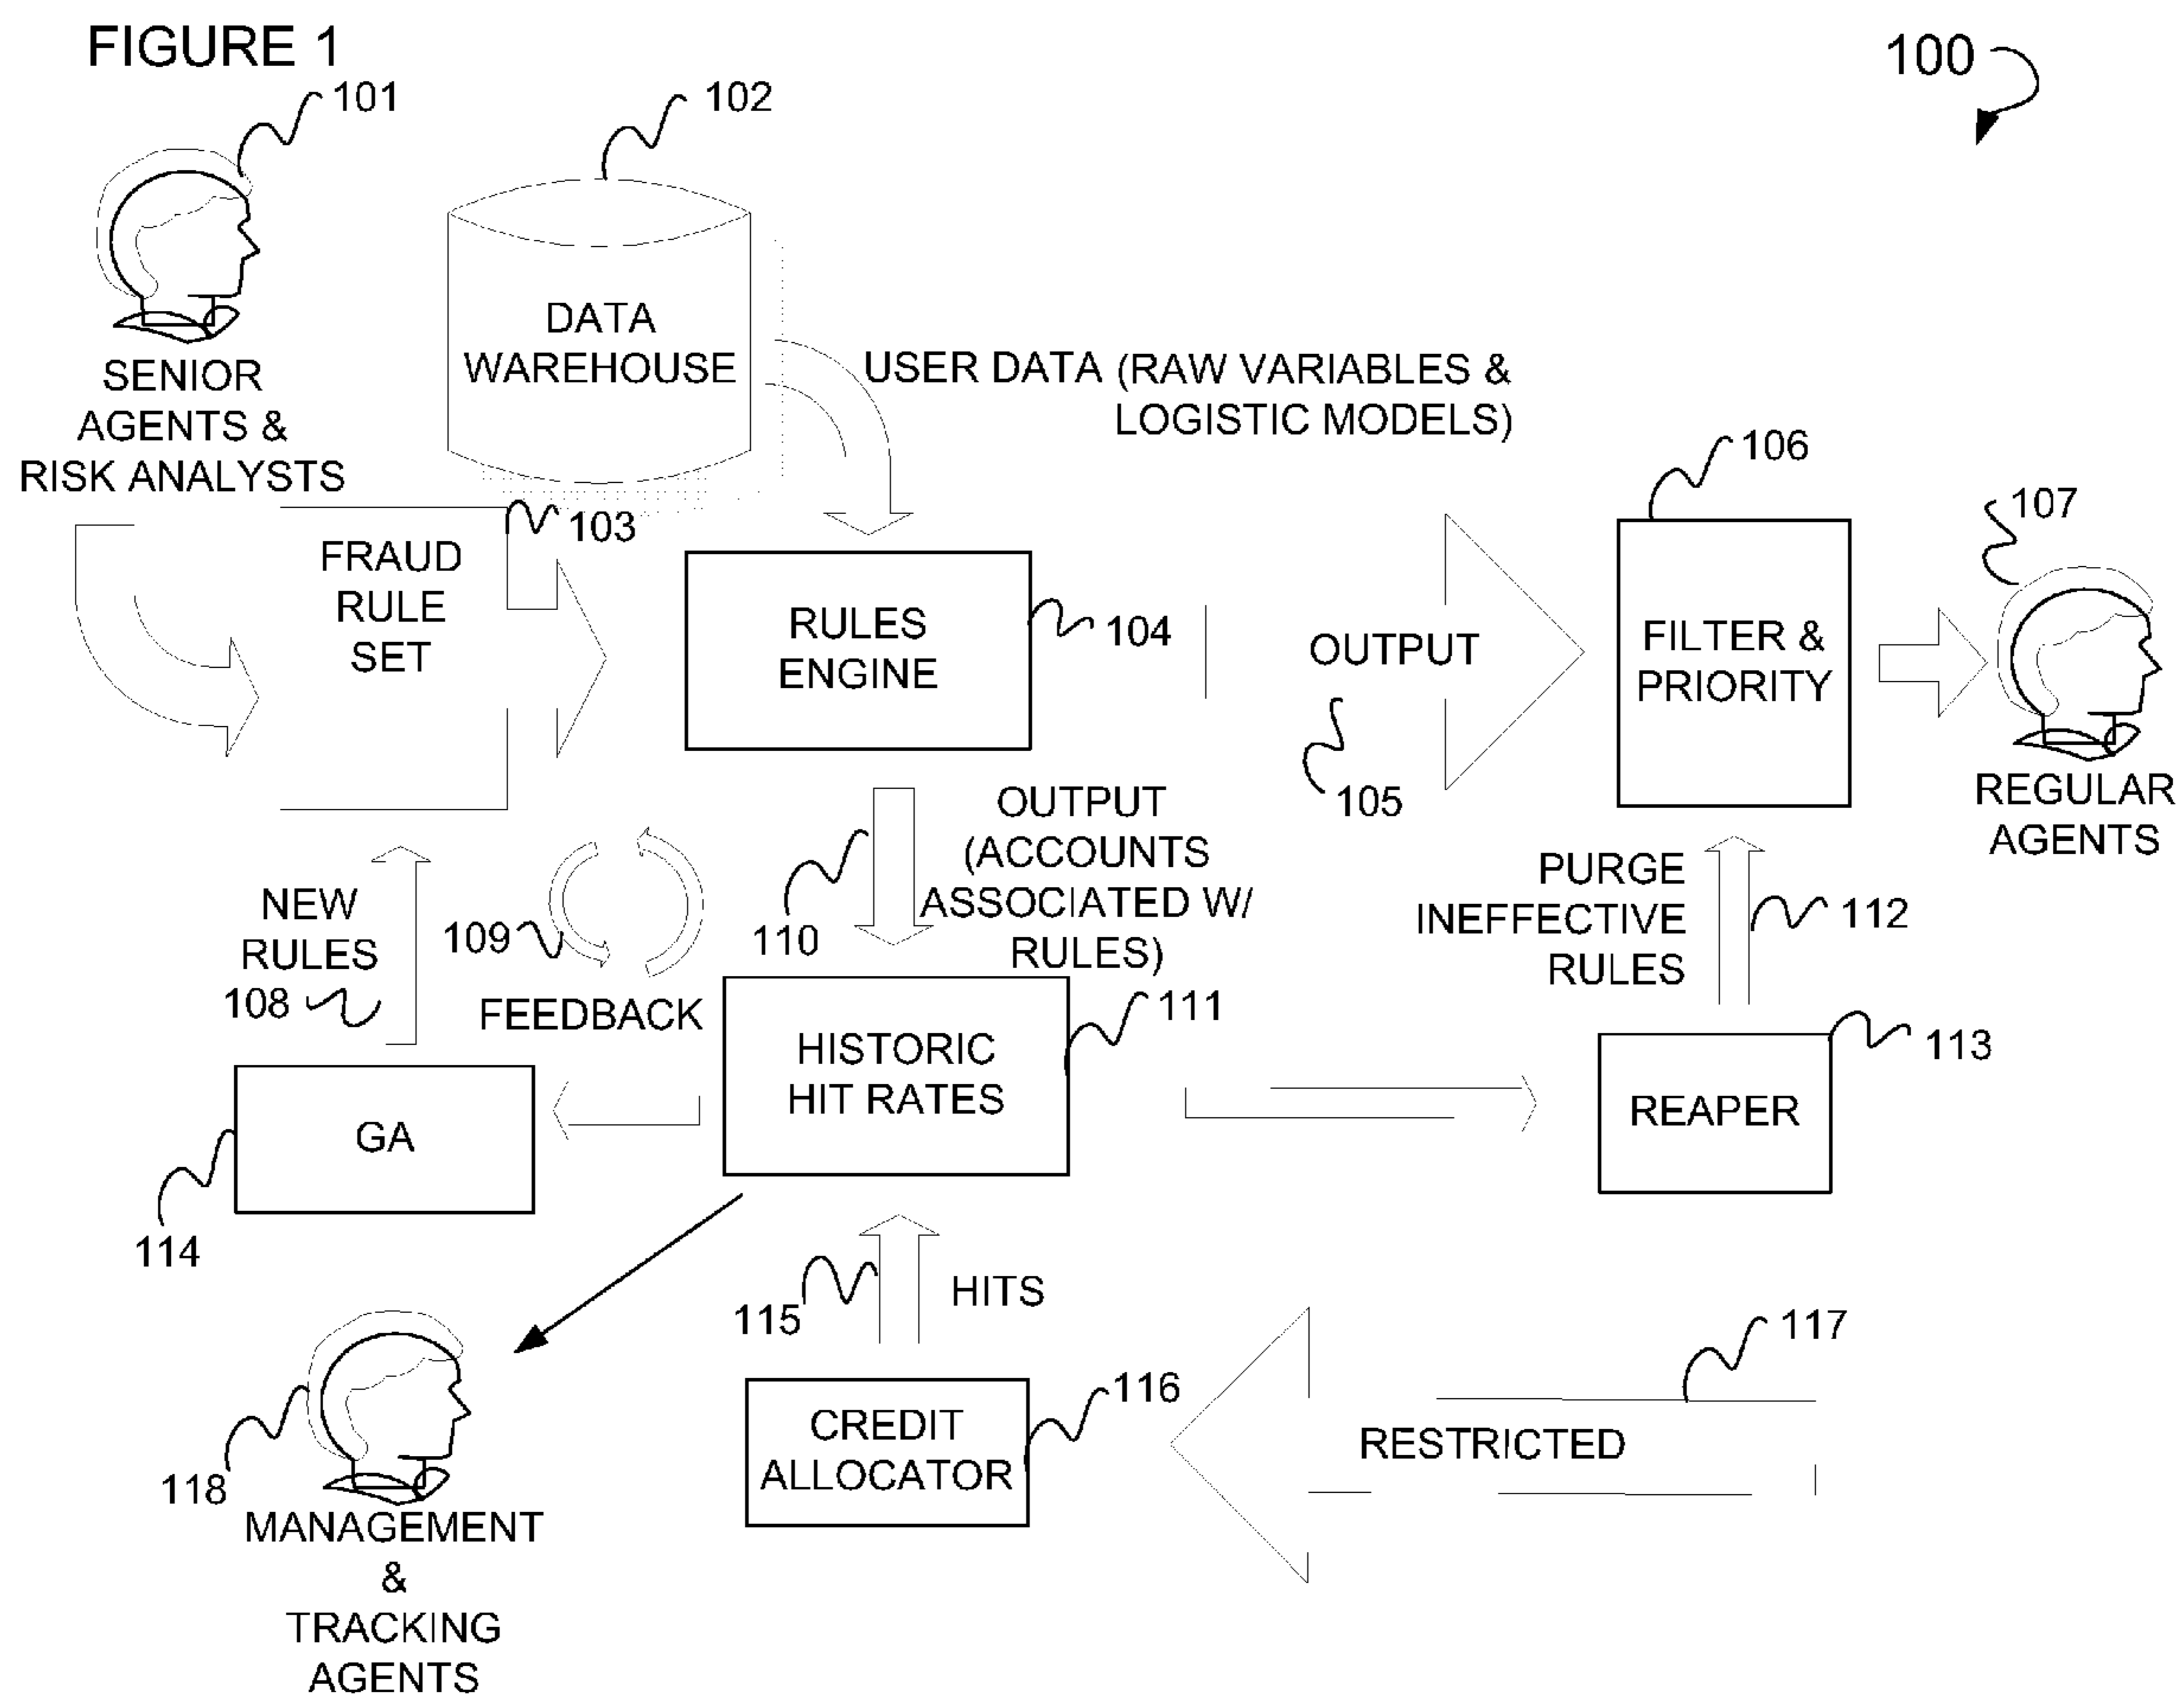 FIGURE 1
100
101
102
SENIOR
AGENTS &
RISK ANALYSTS
DATA
WAREHOUSE
USER DATA (RAW VARIABLES &
LOGISTIC MODELS)
103
FRAUD
RULE
SET
RULES
ENGINE
104
OUTPUT
105
106
FILTER &
PRIORITY
107
REGULAR
AGENTS
NEW
RULES
108
109
FEEDBACK
110
OUTPUT
(ACCOUNTS
ASSOCIATED W/
RULES)
PURGE
INEFFECTIVE
RULES
112
GA
114
HISTORIC
HIT RATES
111
REAPER
113
115
HITS
CREDIT
ALLOCATOR
116
RESTRICTED
117
118
MANAGEMENT
&
TRACKING
AGENTS